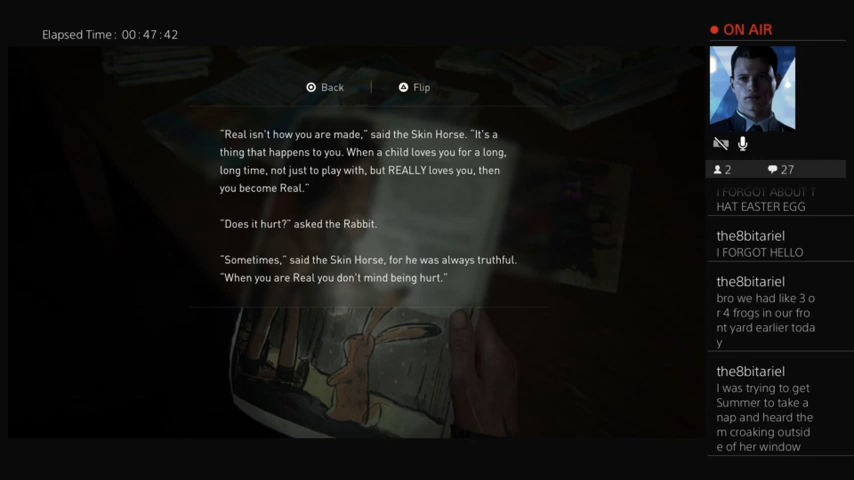 Elapsed Time: 00:47:42
Back
Flip
"Real isn't how you are made," said the Skin Horse. "It's a
thing that happens to you. When a child loves you for a long,
long time, not just to play with, but REALLY loves you, then
you become Real."
"Does it hurt?" asked the Rabbit.
"Sometimes," said the Skin Horse, for he was always truthful.
"When you are Real you don't mind being hurt."
ON AIR
2
27
I FORGOT ABOUT T
HAT EASTER EGG
the8bitariel
I FORGOT HELLO
the8bitariel
bro we had like 3 o
r 4 frogs in our fro
nt yard earlier toda
y
the8bitariel
I was trying to get
Summer to take a
nap and heard the
m croaking outsid
e of her window